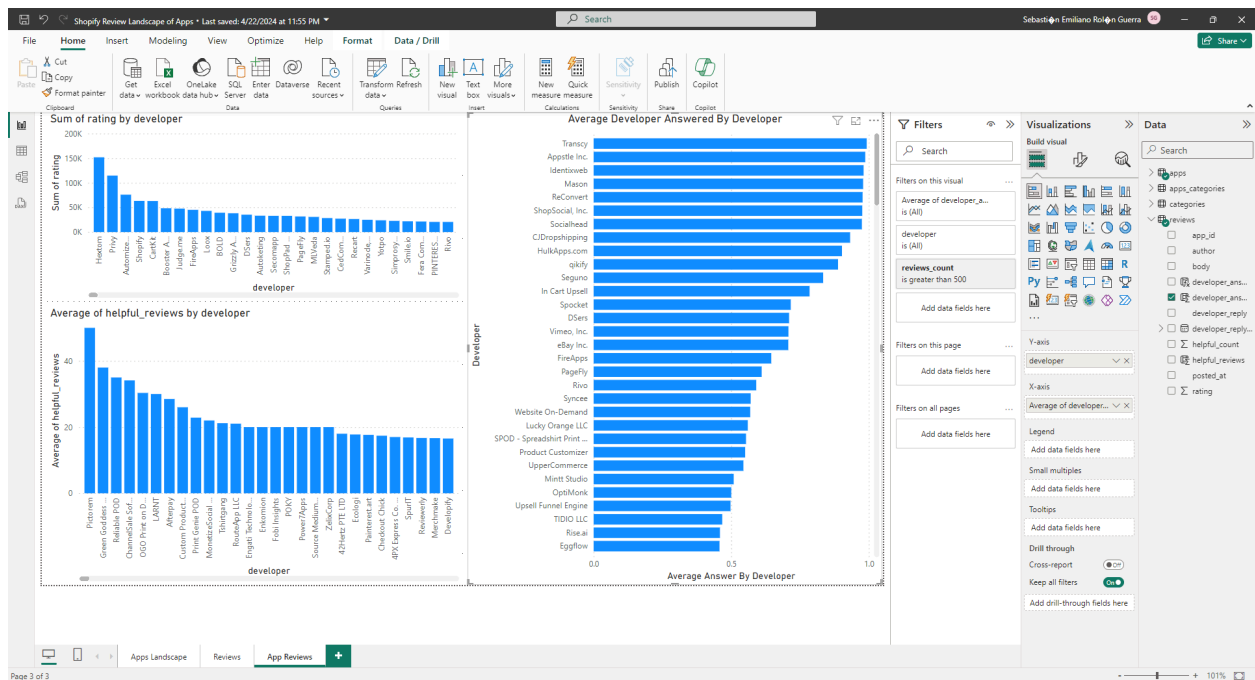 Shopify Review Landscape of Apps • Last saved: 4/22/2024 at 11:55 PM
Search
Sebasti�n Emiliano Rol�n Guerra
SG
File Home Insert Modeling View Optimize Help Format Data / Drill
Share
Paste
Cut
Copy
Format painter
Get data
Excel workbook
OneLake data hub
SQL Server
Enter data
Dataverse
Recent sources
Transform data
Refresh
New visual
Text box
More visuals
New measure
Quick measure
Sensitivity
Publish
Copilot
Clipboard
Data
Queries
Insert
Calculations
Sensitivity
Share
Copilot
Sum of rating by developer
Sum of rating
200K
150K
100K
50K
0K
Hextom
Privy
Automize...
Shopify
CartKit
Booster A...
Judge.me
FireApps
Loox
BOLD
Grizzly A...
DSers
Autoketing
Secomapp
ShopPad ...
PageFly
MLVeda
Stamped.io
CedCom...
Recart
Varinode,...
Yotpo
Simprosy...
Smile.io
Fera Com...
PINTERES...
Rivo
developer
Average of helpful_reviews by developer
Average of helpful_reviews
40
20
0
Pictorem
Green Goddess ...
Reliable POD
ChannelSale Sof...
OGO Print on D...
LARNT
Afterpay
Custom Product...
Print Genie POD
MonetizeSocial ...
Tshirtgang
RouteApp LLC
Engati Technolo...
Enkomion
Fobi Insights
POKY
Power7Apps
Source Medium...
ZelixCorp
42Hertz PTE LTD
Ecologi
Painterest.art
Checkout Chick
4PX Express Co...
SpurIT
Reviewerfly
Merchmake
Developify
developer
Average Developer Answered By Developer
Developer
Transcy
Appstle Inc.
Identixweb
Mason
ReConvert
ShopSocial, Inc.
Socialhead
CJDropshipping
HulkApps.com
qikify
Seguno
In Cart Upsell
Spocket
DSers
Vimeo, Inc.
eBay Inc.
FireApps
PageFly
Rivo
Syncee
Website On-Demand
Lucky Orange LLC
SPOD - Spreadshirt Print ...
Product Customizer
UpperCommerce
Mintt Studio
OptiMonk
Upsell Funnel Engine
TIDIO LLC
Rise.ai
Eggflow
0.0 0.5 1.0
Average Answer By Developer
Filters
Search
Filters on this visual
...
Average of developer_a...
is (All)
developer
is (All)
reviews_count
is greater than 500
Add data fields here
Filters on this page
...
Add data fields here
Filters on all pages
...
Add data fields here
Visualizations
Build visual
R
Py
...
Y-axis
developer
X-axis
Average of developer...
Legend
Add data fields here
Small multiples
Add data fields here
Tooltips
Add data fields here
Drill through
Cross-report
Off
Keep all filters
On
Add drill-through fields here
Data
Search
apps
apps_categories
categories
reviews
app_id
author
body
developer_ans...
developer_ans...
developer_reply
developer_reply...
helpful_count
helpful_reviews
posted_at
rating
Apps Landscape
Reviews
App Reviews
+
Page 3 of 3
- + 101%